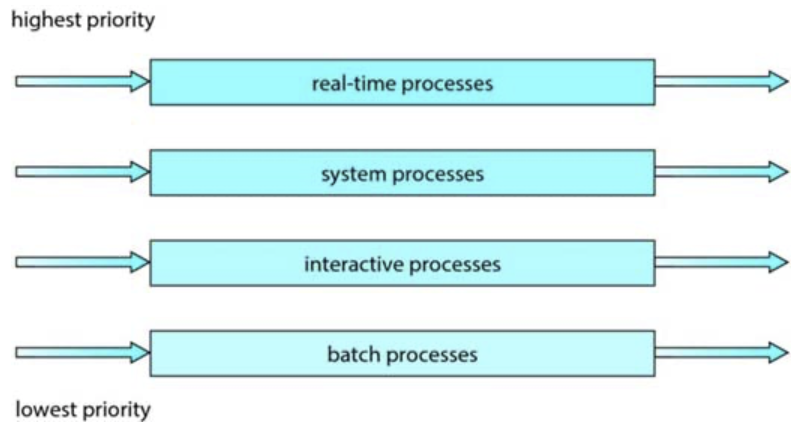 highest priority
real-time processes
system processes
interactive processes
batch processes
lowest priority